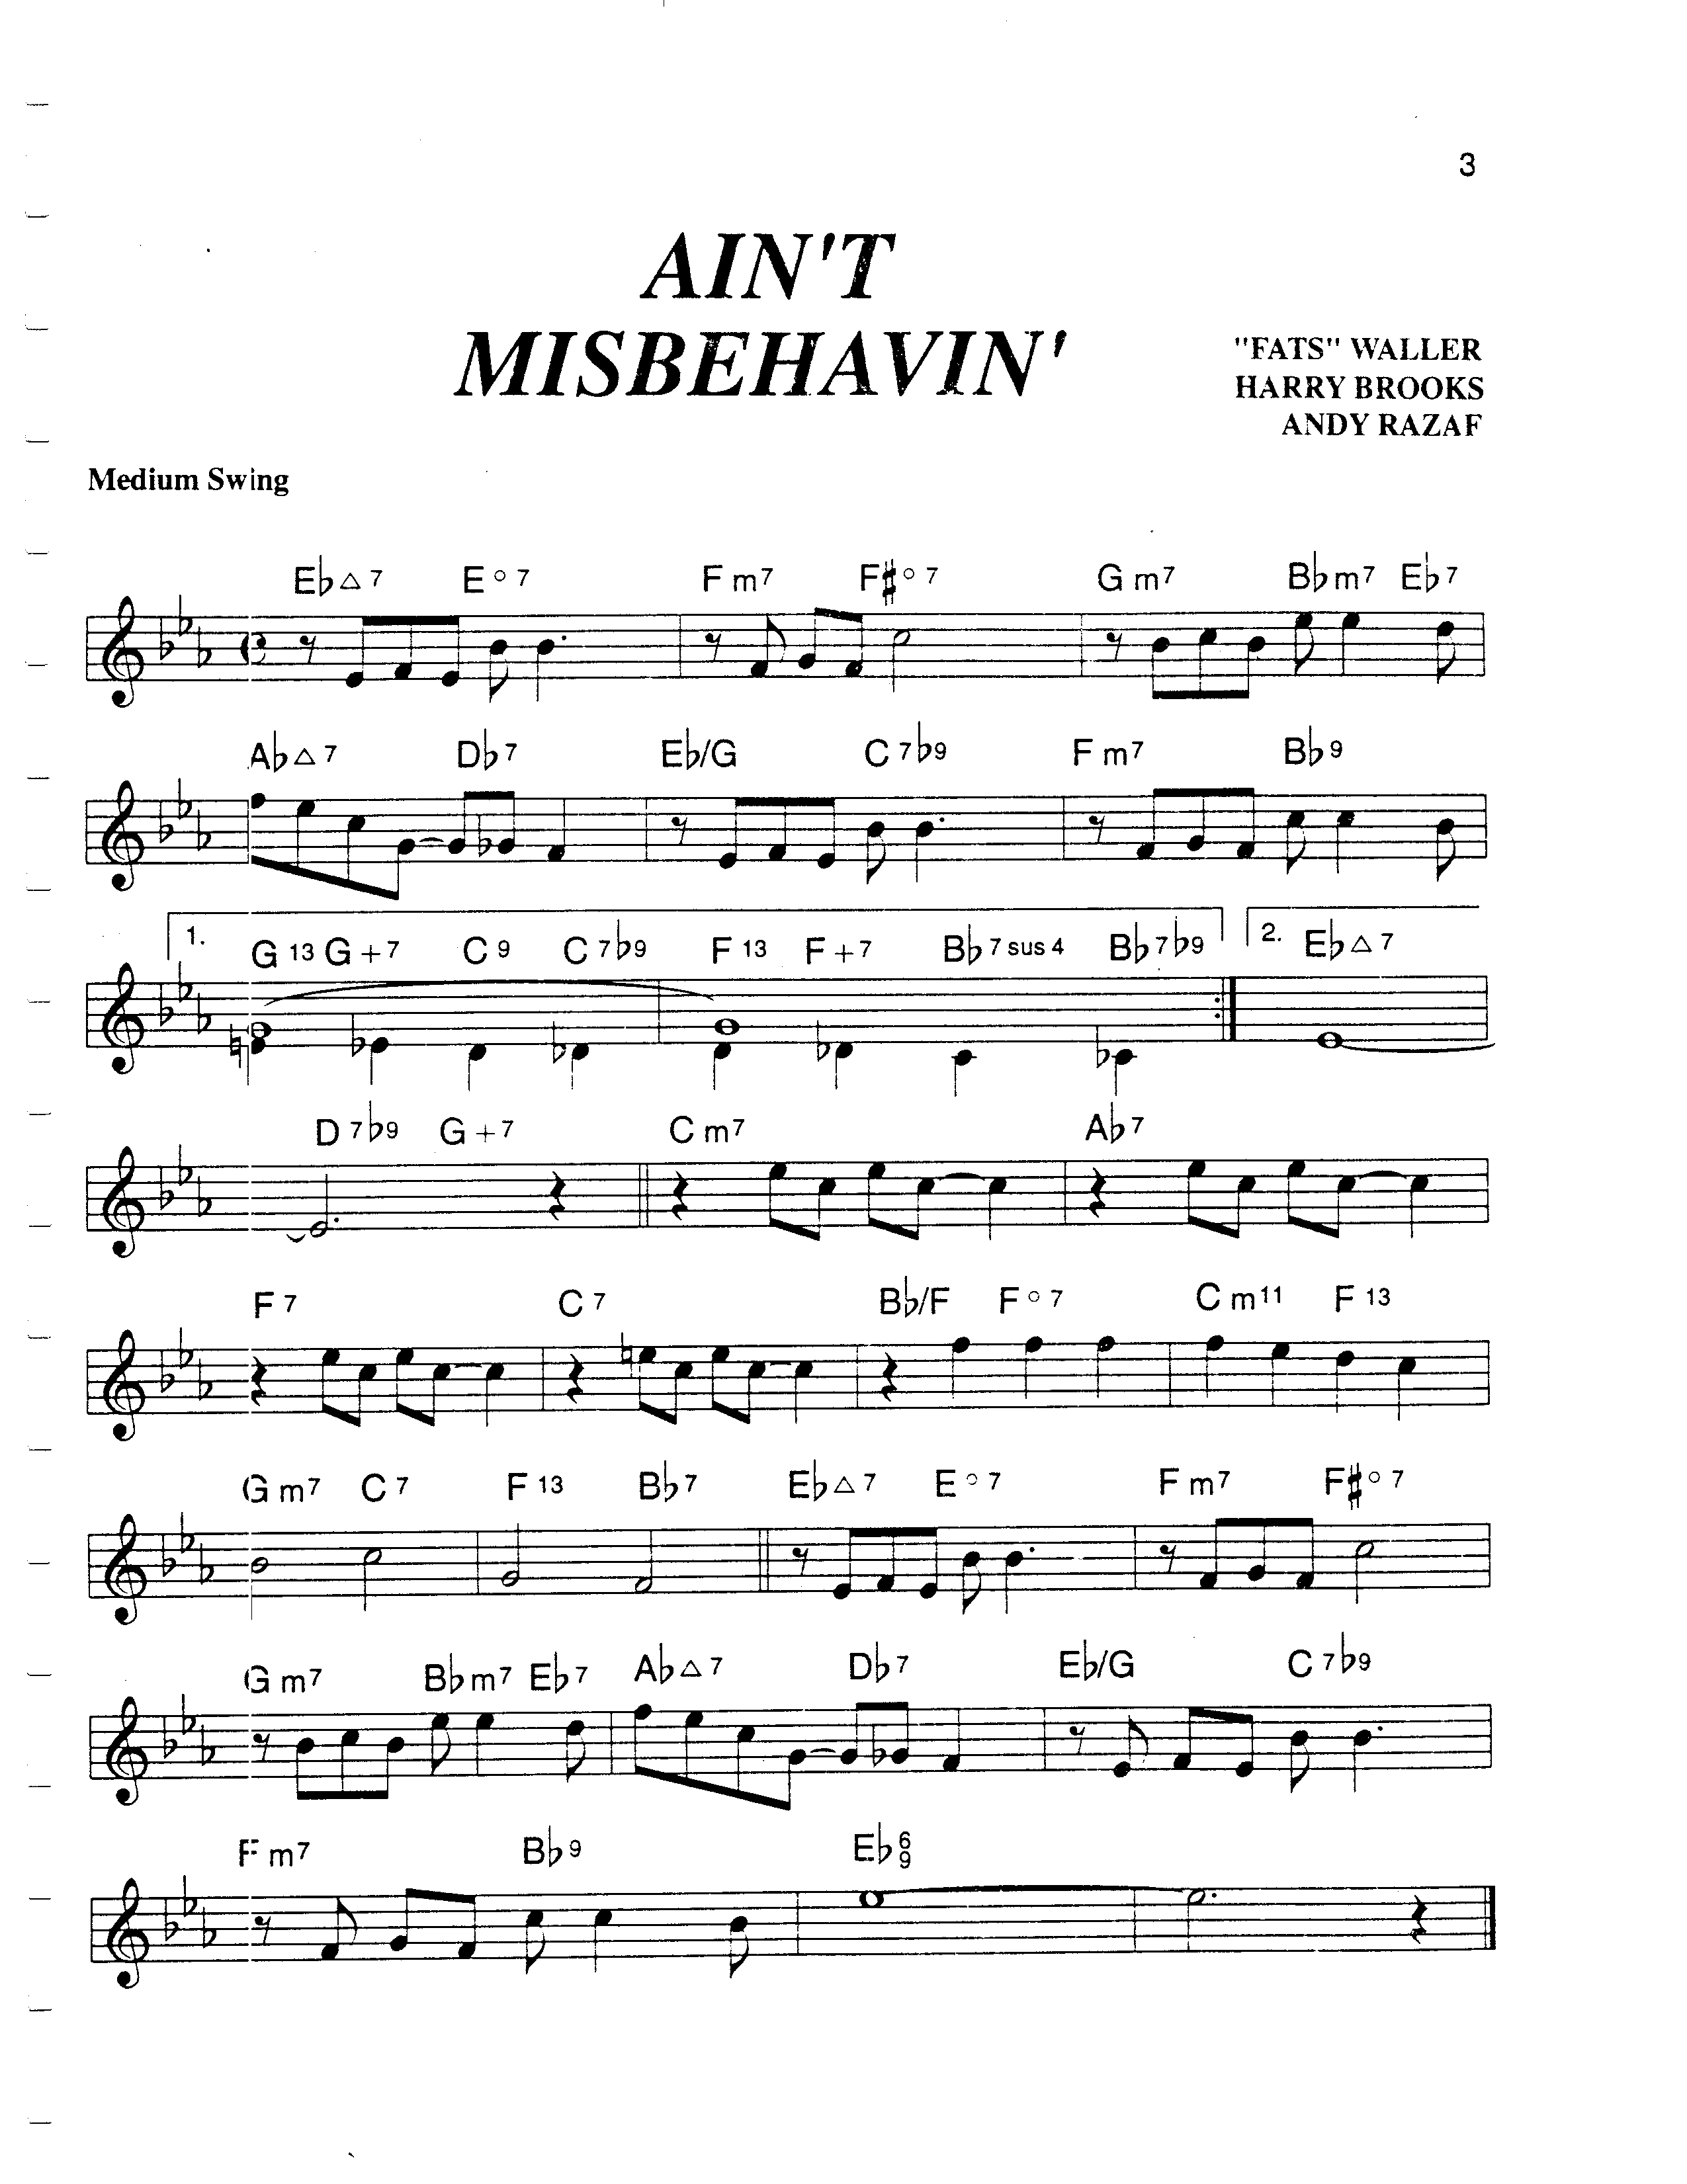 3
AIN'T
MISBEHAVIN'
"FATS" WALLER
HARRY BROOKS
ANDY RAZAF
Medium Swing
E♭△7 E°7 Fm7 F♯°7 Gm7 B♭m7 E♭7
A♭△7 D♭7 E♭/G C7♭9 Fm7 B♭9
1. G13 G+7 C9 C7♭9 F13 F+7 B♭7sus4 B♭7♭9 2. E♭△7
D7♭9 G+7 Cm7 A♭7
F7 C7 B♭/F F°7 Cm11 F13
Gm7 C7 F13 B♭7 E♭△7 E°7 Fm7 F♯°7
Gm7 B♭m7 E♭7 A♭△7 D♭7 E♭/G C7♭9
Fm7 B♭9 E♭6/9